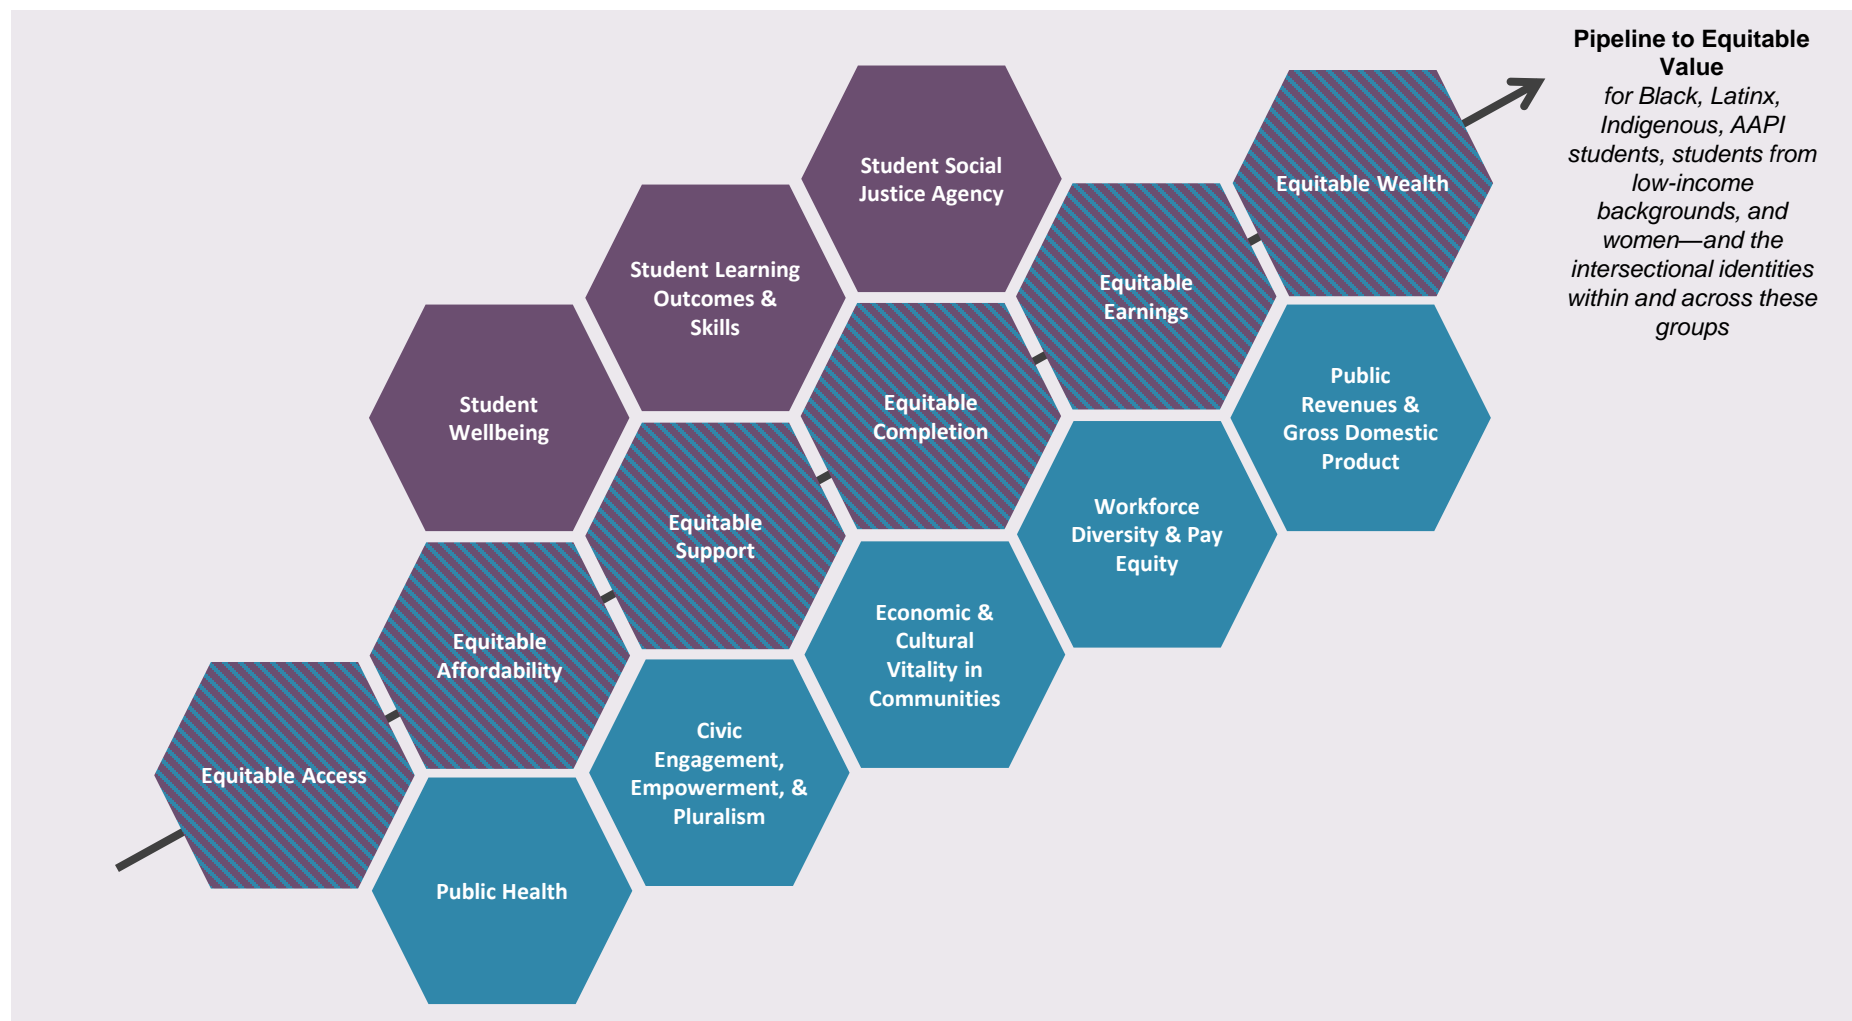 Pipeline to Equitable
Value
for Black, Latinx,
Indigenous, AAPI
students, students from
low-income
backgrounds, and
women—and the
intersectional identities
within and across these
groups
Student Social
Justice Agency
Equitable Wealth
Student Learning
Outcomes &
Skills
Equitable
Earnings
Student
Wellbeing
Equitable
Completion
Public
Revenues &
Gross Domestic
Product
Equitable
Support
Workforce
Diversity & Pay
Equity
Equitable
Affordability
Economic &
Cultural
Vitality in
Communities
Equitable Access
Civic
Engagement,
Empowerment, &
Pluralism
Public Health